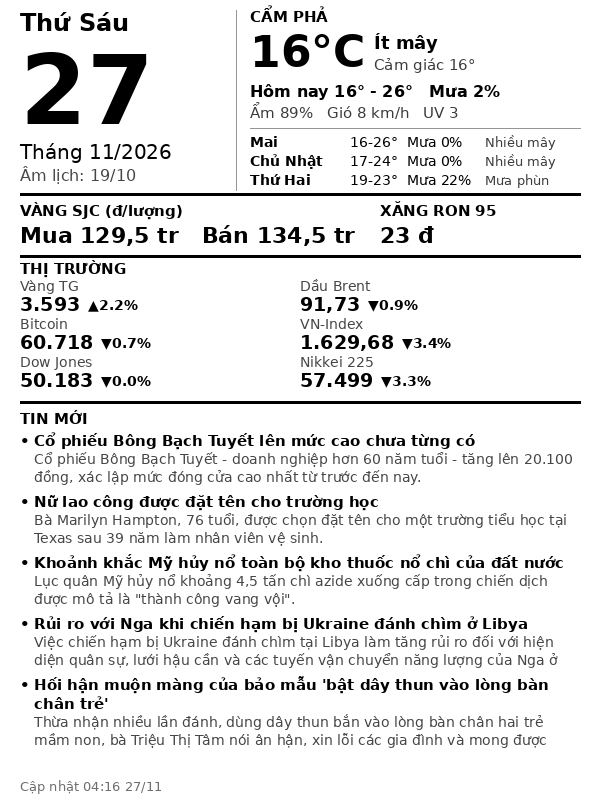 Thứ Sáu
27
Tháng 11/2026
Âm lịch: 19/10
CẨM PHẢ
16°C Ít mây
Cảm giác 16°
Hôm nay 16° - 26° Mưa 2%
Ẩm 89% Gió 8 km/h UV 3
Mai 16-26° Mưa 0% Nhiều mây
Chủ Nhật 17-24° Mưa 0% Nhiều mây
Thứ Hai 19-23° Mưa 22% Mưa phùn
VÀNG SJC (đ/lượng)
Mua 129,5 tr Bán 134,5 tr
XĂNG RON 95
23 đ
THỊ TRƯỜNG
Vàng TG
3.593 ▲2.2%
Dầu Brent
91,73 ▼0.9%
Bitcoin
60.718 ▼0.7%
VN-Index
1.629,68 ▼3.4%
Dow Jones
50.183 ▼0.0%
Nikkei 225
57.499 ▼3.3%
TIN MỚI
• Cổ phiếu Bông Bạch Tuyết lên mức cao chưa từng có
Cổ phiếu Bông Bạch Tuyết - doanh nghiệp hơn 60 năm tuổi - tăng lên 20.100
đồng, xác lập mức đóng cửa cao nhất từ trước đến nay.
• Nữ lao công được đặt tên cho trường học
Bà Marilyn Hampton, 76 tuổi, được chọn đặt tên cho một trường tiểu học tại
Texas sau 39 năm làm nhân viên vệ sinh.
• Khoảnh khắc Mỹ hủy nổ toàn bộ kho thuốc nổ chì của đất nước
Lục quân Mỹ hủy nổ khoảng 4,5 tấn chì azide xuống cấp trong chiến dịch
được mô tả là "thành công vang vội".
• Rủi ro với Nga khi chiến hạm bị Ukraine đánh chìm ở Libya
Việc chiến hạm bị Ukraine đánh chìm tại Libya làm tăng rủi ro đối với hiện
diện quân sự, lưới hậu cần và các tuyến vận chuyển năng lượng của Nga ở
• Hối hận muộn màng của bảo mẫu 'bật dây thun vào lòng bàn
chân trẻ'
Thừa nhận nhiều lần đánh, dùng dây thun bắn vào lòng bàn chân hai trẻ
mầm non, bà Triệu Thị Tâm nói ân hận, xin lỗi các gia đình và mong được
Cập nhật 04:16 27/11